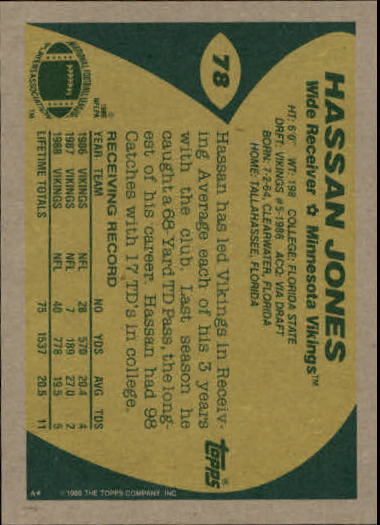 78
HASSAN JONES
Wide Receiver ✩ Minnesota Vikings™
HT: 6'0" WT: 198 COLLEGE: FLORIDA STATE
DRFT: VIKINGS #5-1986 ACQ: VIA DRAFT
BORN: 7-2-64, CLEARWATER, FLORIDA
HOME: TALLAHASSEE, FLORIDA
topps®
Hassan has led Vikings in Receiv-
ing Average each of his 3 years
with the club. Last season he
caught a 68-Yard TD Pass, the long-
est of his career. Hassan had 98
Catches with 17 TD's in college.
RECEIVING RECORD
YEAR TEAM NO YDS AVG TDS
1986 VIKINGS NFL 28 570 20.4 4
1987 VIKINGS NFL 7 189 27.0 2
1988 VIKINGS NFL 40 778 19.5 5
LIFETIME TOTALS 75 1537 20.5 11
NATIONAL FOOTBALL LEAGUE
PLAYERS ASSOCIATION™
NFLPA
A*
THE TOPPS COMPANY, INC.